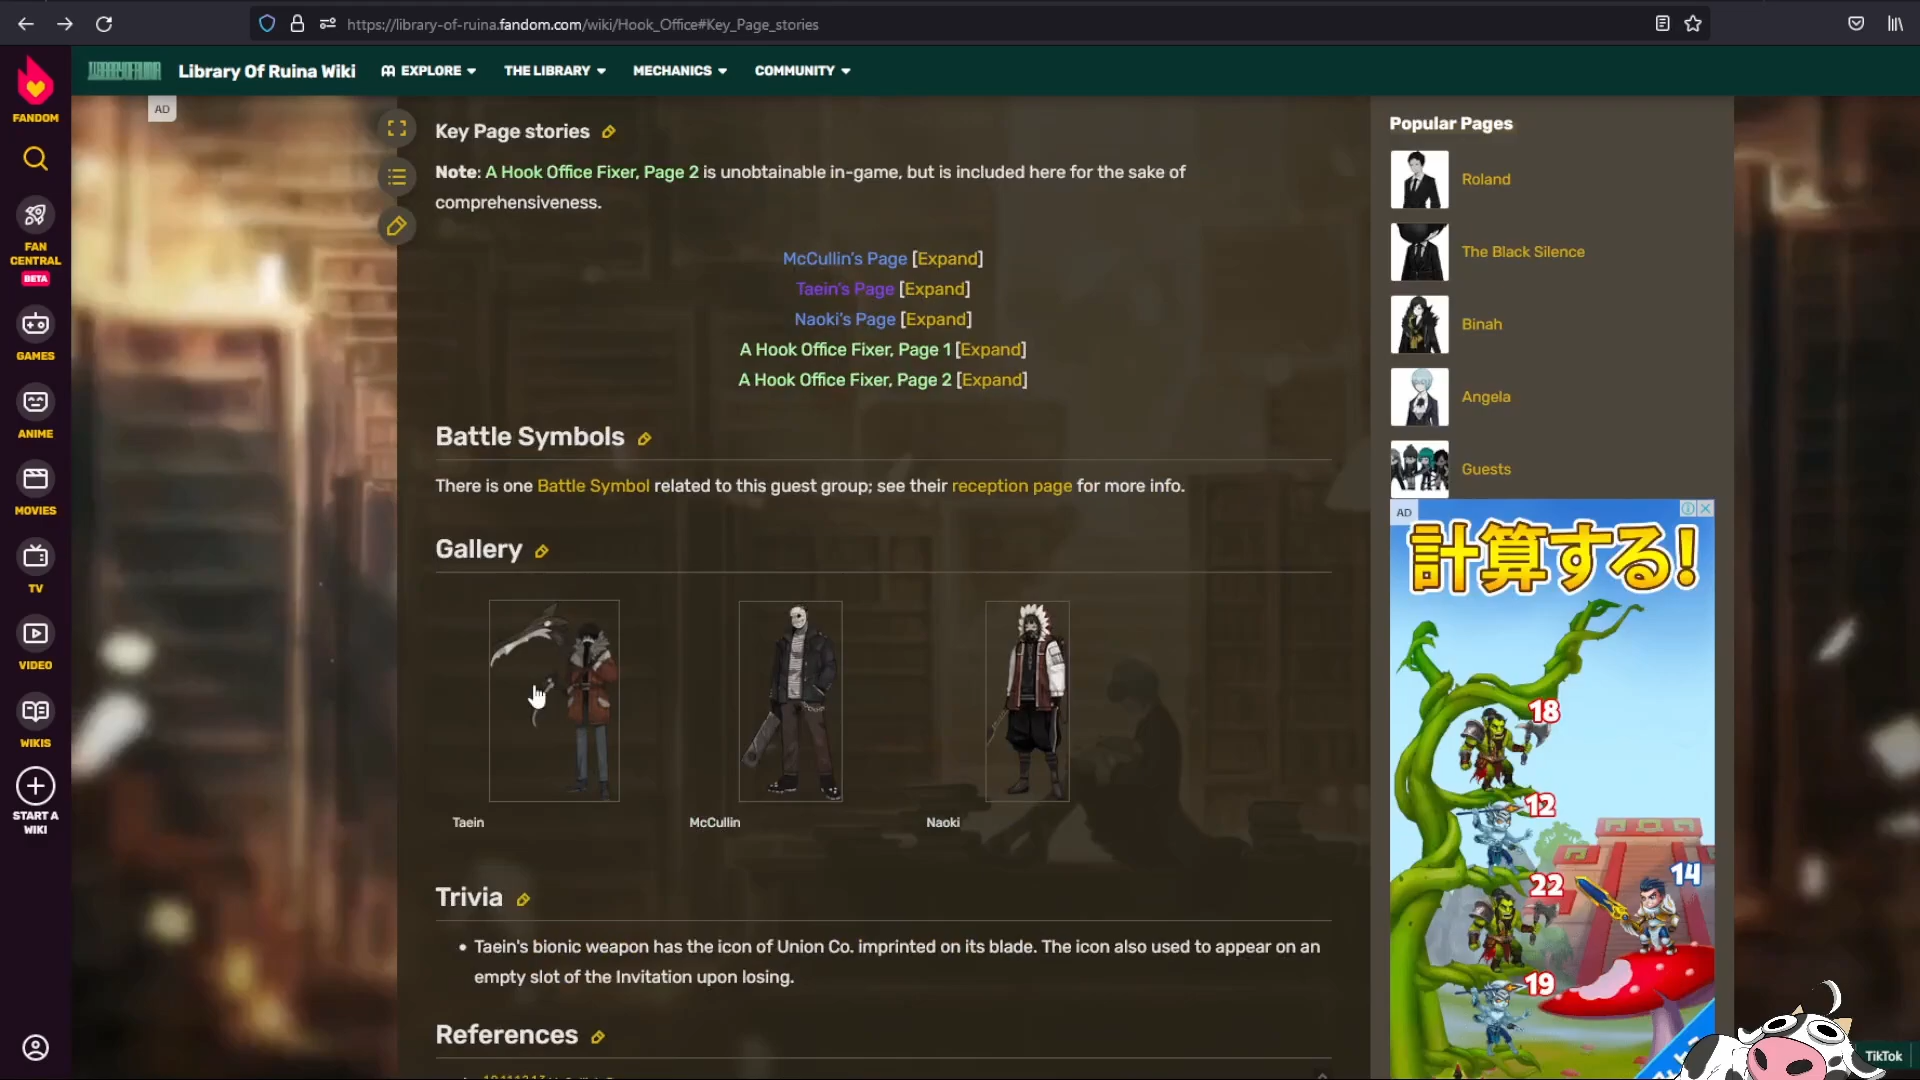 https://library-of-ruina.fandom.com/wiki/Hook_Office#Key_Page_stories
FANDOM
FAN CENTRAL
BETA
GAMES
ANIME
MOVIES
TV
VIDEO
WIKIS
START A WIKI
Library Of Ruina Wiki
EXPLORE
THE LIBRARY
MECHANICS
COMMUNITY
AD
Key Page stories
Note: A Hook Office Fixer, Page 2 is unobtainable in-game, but is included here for the sake of
comprehensiveness.
McCullin's Page [Expand]
Taein's Page [Expand]
Naoki's Page [Expand]
A Hook Office Fixer, Page 1 [Expand]
A Hook Office Fixer, Page 2 [Expand]
Battle Symbols
There is one Battle Symbol related to this guest group; see their reception page for more info.
Gallery
Taein
McCullin
Naoki
Trivia
• Taein's bionic weapon has the icon of Union Co. imprinted on its blade. The icon also used to appear on an
empty slot of the Invitation upon losing.
References
Popular Pages
Roland
The Black Silence
Binah
Angela
Guests
AD
計算する!
18
12
22
14
19
TikTok